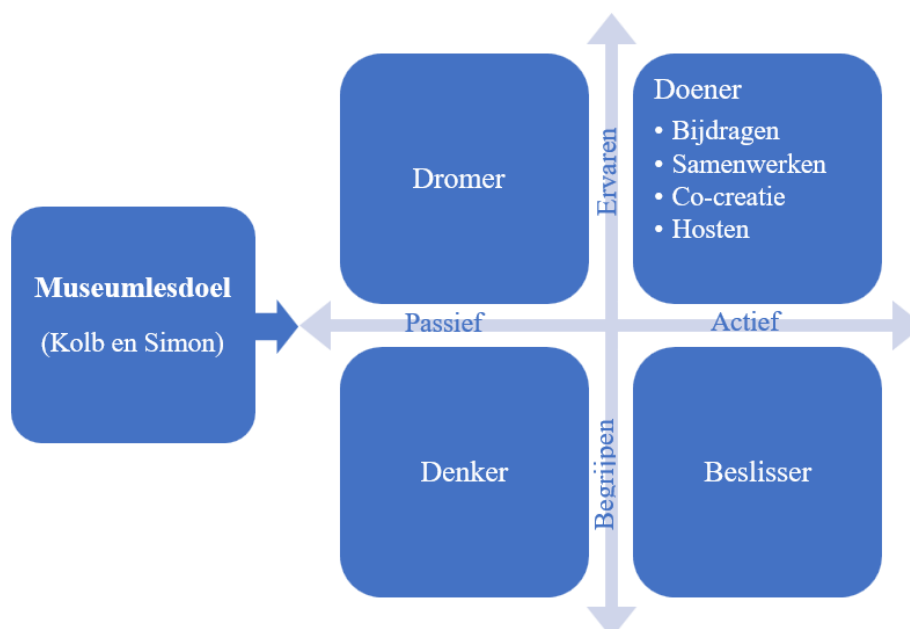 Museumlesdoel
(Kolb en Simon)
Dromer
Doener
• Bijdragen
• Samenwerken
• Co-creatie
• Hosten
Ervaren
Passief
Actief
Denker
Begrijpen
Beslisser